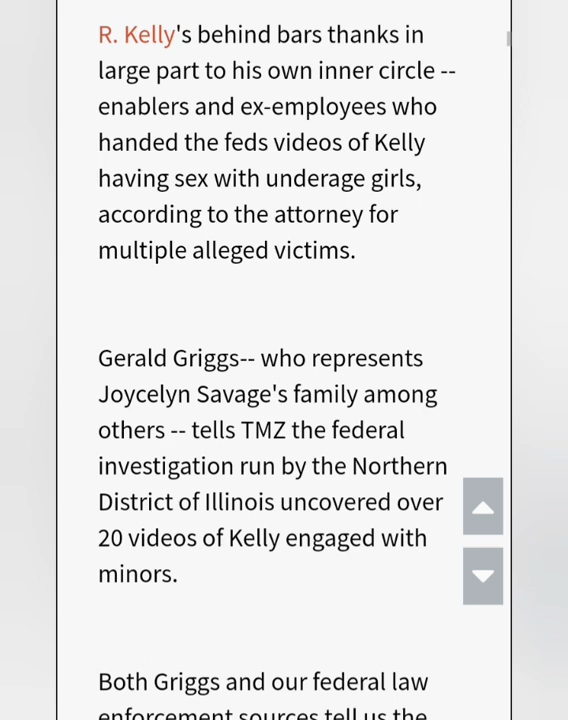 R. Kelly's behind bars thanks in
large part to his own inner circle --
enablers and ex-employees who
handed the feds videos of Kelly
having sex with underage girls,
according to the attorney for
multiple alleged victims.
Gerald Griggs-- who represents
Joycelyn Savage's family among
others -- tells TMZ the federal
investigation run by the Northern
District of Illinois uncovered over
20 videos of Kelly engaged with
minors.
Both Griggs and our federal law
enforcement sources tell us the